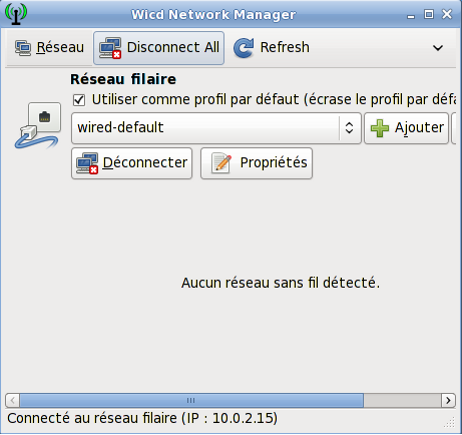 Wicd Network Manager
Réseau Disconnect All Refresh
Réseau filaire
Utiliser comme profil par défaut (écrase le profil par défa
wired-default Ajouter
Déconnecter Propriétés
Aucun réseau sans fil détecté.
Connecté au réseau filaire (IP : 10.0.2.15)